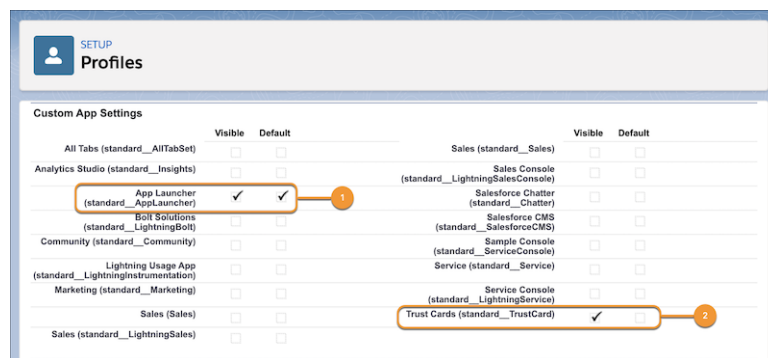 SETUP
Profiles
Custom App Settings
Visible Default Visible Default
All Tabs (standard__AllTabSet) Sales (standard__Sales)
Analytics Studio (standard__Insights) Sales Console
(standard__LightningSalesConsole)
App Launcher
(standard__AppLauncher) 1 Salesforce Chatter
(standard__Chatter)
Bolt Solutions
(standard__LightningBolt) Salesforce CMS
(standard__SalesforceCMS)
Community (standard__Community) Sample Console
(standard__ServiceConsole)
Lightning Usage App
(standard__LightningInstrumentation) Service (standard__Service)
Marketing (standard__Marketing) Service Console
(standard__LightningService)
Sales (Sales) Trust Cards (standard__TrustCard) 2
Sales (standard__LightningSales)